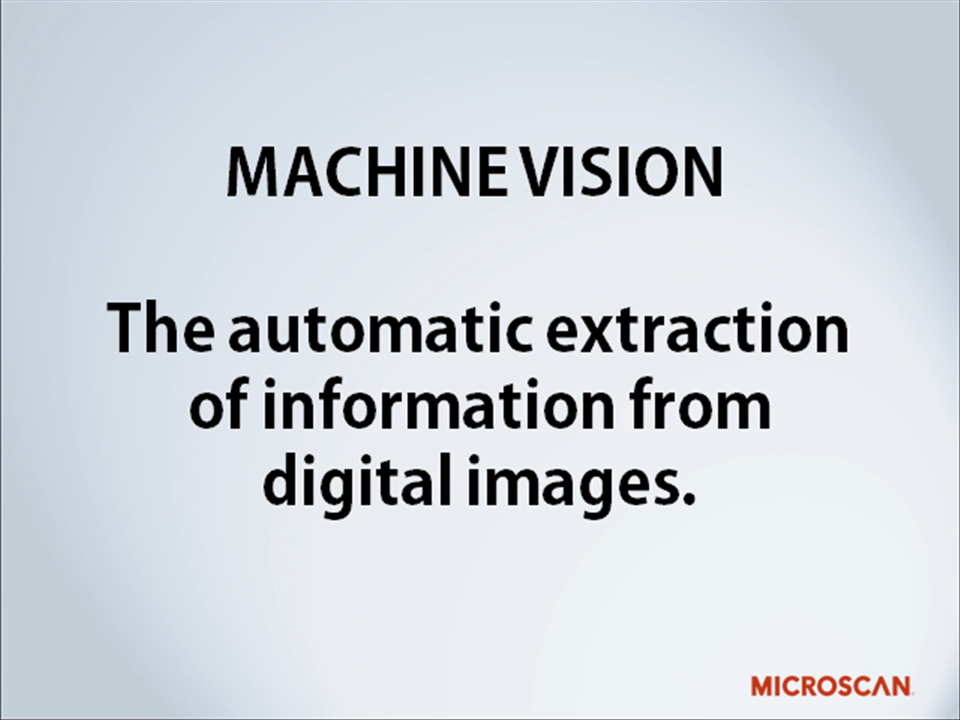 MACHINE VISION
The automatic extraction
of information from
digital images.
MICROSCAN